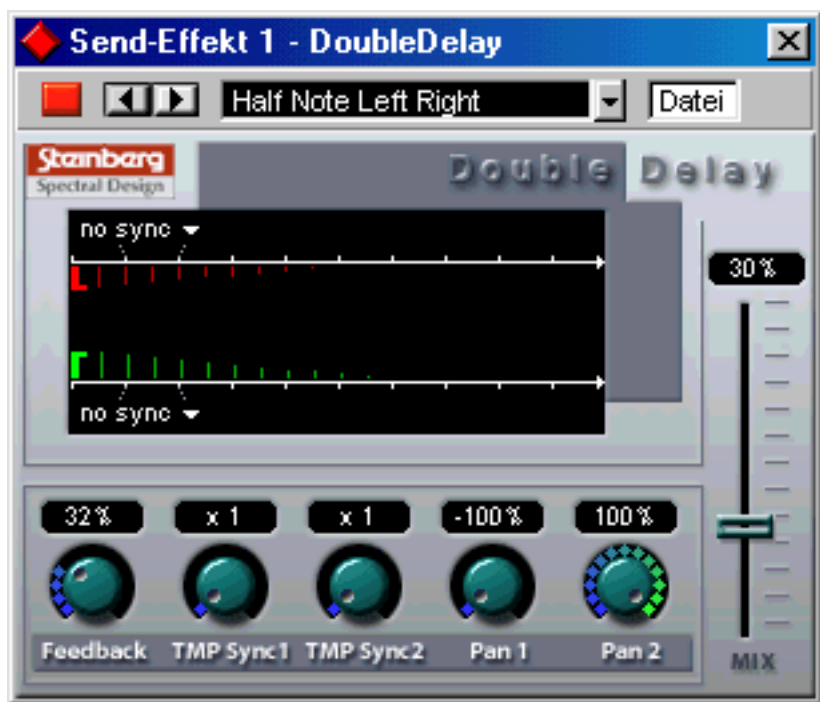 Send-Effekt 1 - DoubleDelay
Half Note Left Right
Datei
Steinberg
Spectral Design
Double Delay
no sync
30%
no sync
32%
x 1
x 1
-100%
100%
Feedback
TMP Sync1
TMP Sync2
Pan 1
Pan 2
MIX